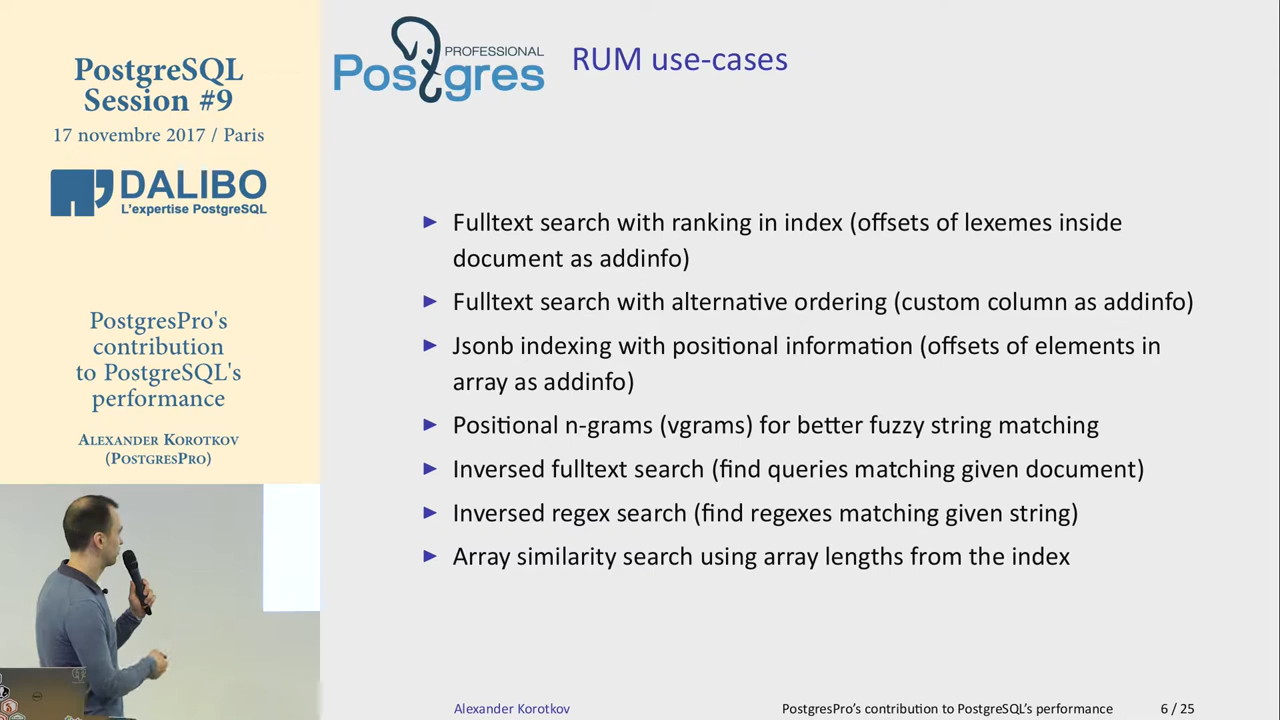 PostgreSQL
Session #9
17 novembre 2017 / Paris
DALIBO
L'expertise PostgreSQL
PostgresPro's
contribution
to PostgreSQL's
performance
Alexander Korotkov
(PostgresPro)
PROFESSIONAL
Postgres
RUM use-cases
▶ Fulltext search with ranking in index (offsets of lexemes inside
document as addinfo)
▶ Fulltext search with alternative ordering (custom column as addinfo)
▶ Jsonb indexing with positional information (offsets of elements in
array as addinfo)
▶ Positional n-grams (vgrams) for better fuzzy string matching
▶ Inversed fulltext search (find queries matching given document)
▶ Inversed regex search (find regexes matching given string)
▶ Array similarity search using array lengths from the index
Alexander Korotkov
PostgresPro's contribution to PostgreSQL's performance
6 / 25